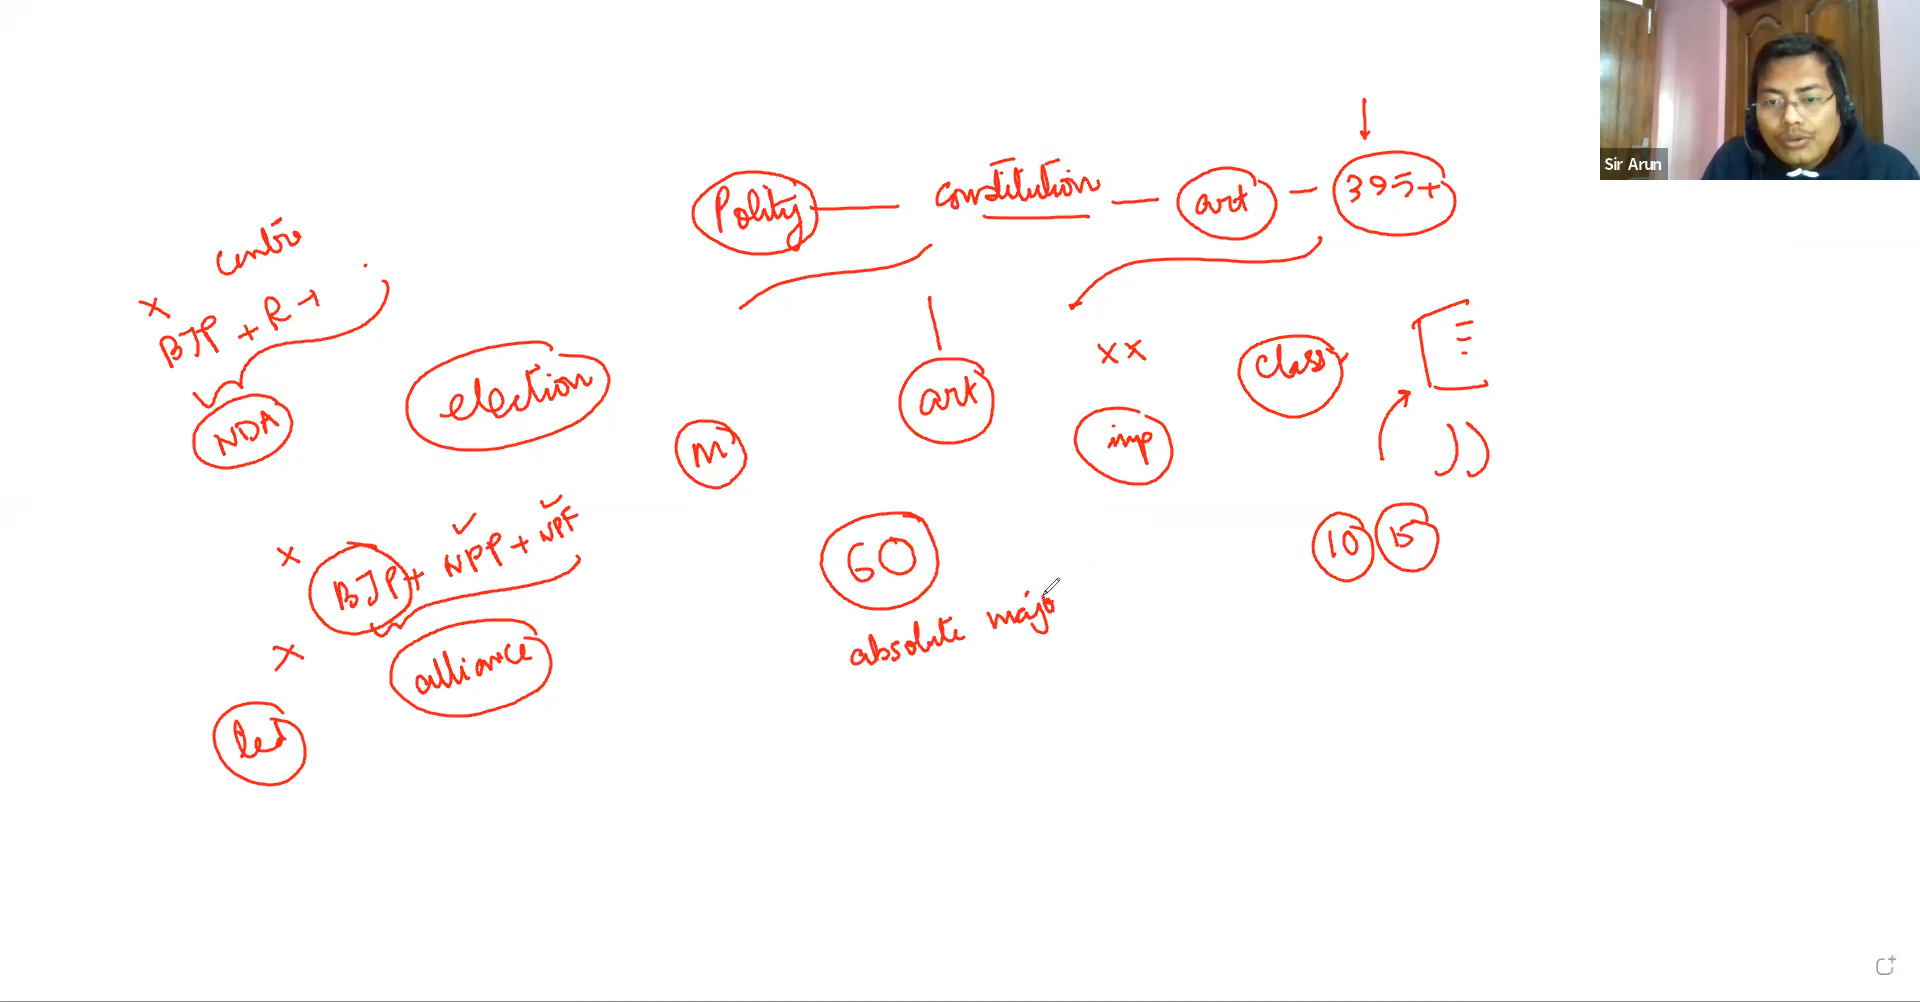 Sir Arun
Polity — constitution — art — 395+
centre
x
BJP + R →
NDA
election
art
x x
class
M
imp
x BJP + NPP + NPF
60
10 15
absolute majo
x
alliance
led